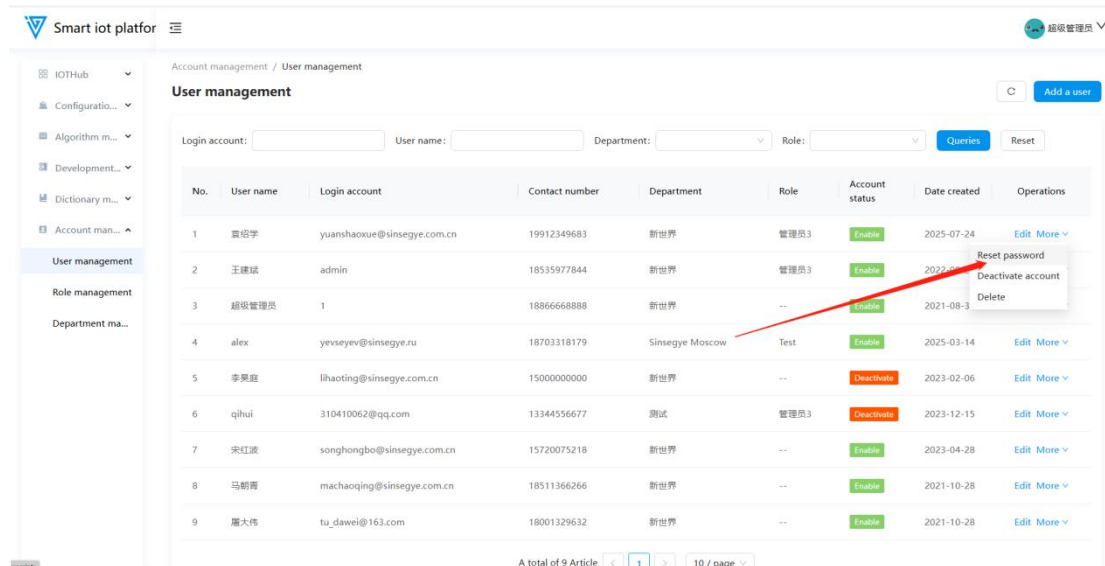 Smart iot platfor
超级管理员
IOTHub
Configuratio...
Algorithm m...
Development...
Dictionary m...
Account man...
User management
Role management
Department ma...
Account management / User management
User management
Add a user
Login account: User name: Department: Role: Queries Reset
No. User name Login account Contact number Department Role Account status Date created Operations
1 袁绍学 yuanshaoxue@sinsegye.com.cn 19912349683 新世界 管理员3 Enable 2025-07-24 Edit More
2 王建斌 admin 18535977844 新世界 管理员3 Enable
3 超级管理员 1 18866668888 新世界 -- Enable 2021-08-3
Reset password
Deactivate account
Delete
4 alex yevseyev@sinsegye.ru 18703318179 Sinsegye Moscow Test Enable 2025-03-14 Edit More
5 李昊庭 lihaoting@sinsegye.com.cn 15000000000 新世界 -- Deactivate 2023-02-06 Edit More
6 qihui 310410062@qq.com 13344556677 测试 管理员3 Deactivate 2023-12-15 Edit More
7 宋红波 songhongbo@sinsegye.com.cn 15720075218 新世界 -- Enable 2023-04-28 Edit More
8 马朝青 machaoqing@sinsegye.com.cn 18511366266 新世界 -- Enable 2021-10-28 Edit More
9 屠大伟 tu_dawei@163.com 18001329632 新世界 -- Enable 2021-10-28 Edit More
A total of 9 Article < 1 > 10 / page